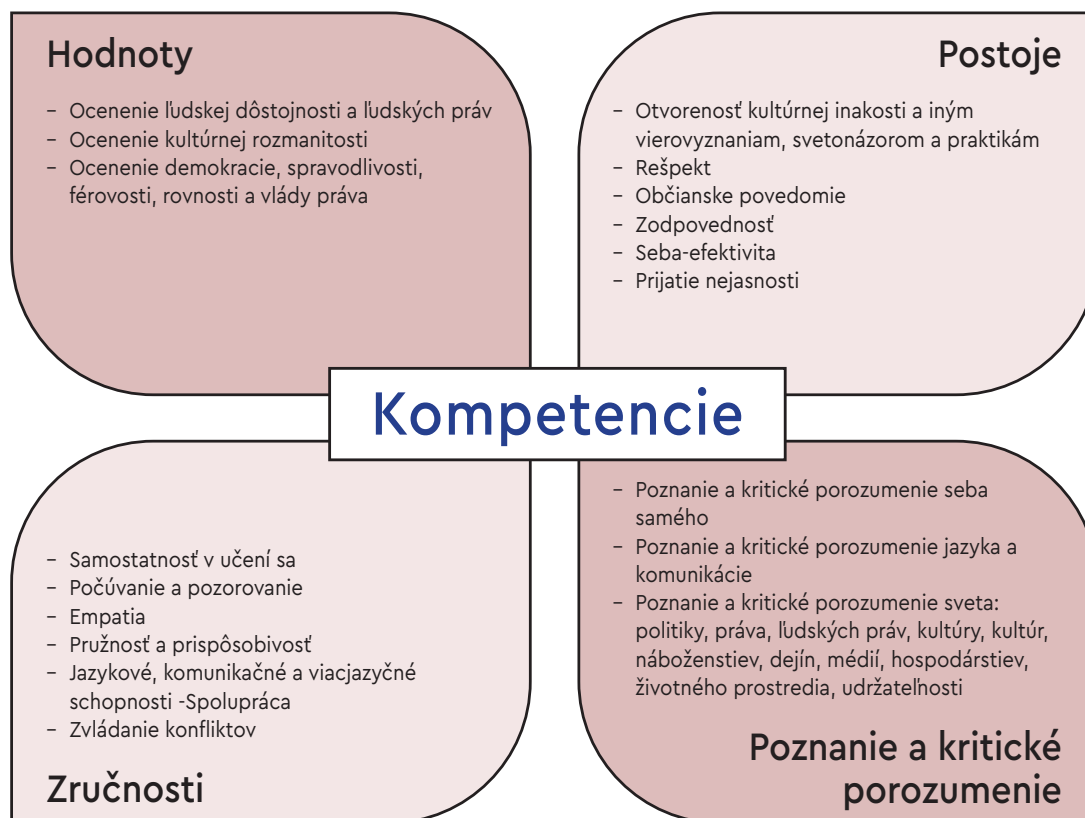 Hodnoty
– Ocenenie ľudskej dôstojnosti a ľudských práv
– Ocenenie kultúrnej rozmanitosti
– Ocenenie demokracie, spravodlivosti,
férovosti, rovnosti a vlády práva
Postoje
– Otvorenosť kultúrnej inakosti a iným
vierovyznaniam, svetonázorom a praktikám
– Rešpekt
– Občianske povedomie
– Zodpovednosť
– Seba-efektivita
– Prijatie nejasnosti
Kompetencie
– Samostatnosť v učení sa
– Počúvanie a pozorovanie
– Empatia
– Pružnosť a prispôsobivosť
– Jazykové, komunikačné a viacjazyčné
schopnosti -Spolupráca
– Zvládanie konfliktov
Zručnosti
– Poznanie a kritické porozumenie seba
samého
– Poznanie a kritické porozumenie jazyka a
komunikácie
– Poznanie a kritické porozumenie sveta:
politiky, práva, ľudských práv, kultúry, kultúr,
náboženstiev, dejín, médií, hospodárstiev,
životného prostredia, udržateľnosti
Poznanie a kritické
porozumenie